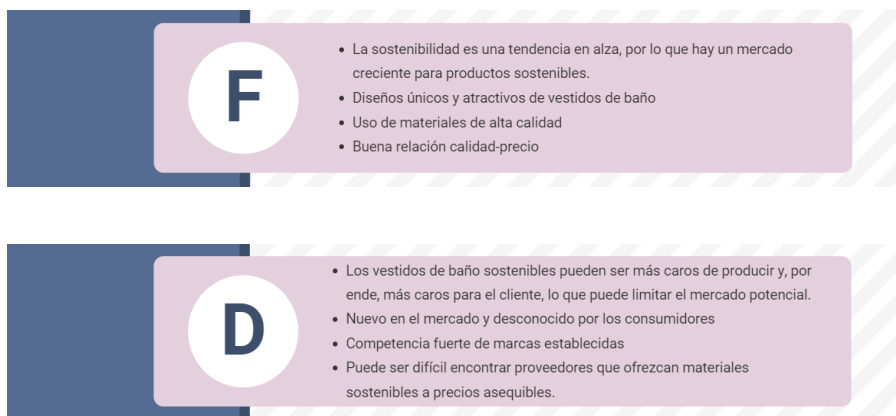 F
• La sostenibilidad es una tendencia en alza, por lo que hay un mercado
creciente para productos sostenibles.
• Diseños únicos y atractivos de vestidos de baño
• Uso de materiales de alta calidad
• Buena relación calidad-precio
D
• Los vestidos de baño sostenibles pueden ser más caros de producir y, por
ende, más caros para el cliente, lo que puede limitar el mercado potencial.
• Nuevo en el mercado y desconocido por los consumidores
• Competencia fuerte de marcas establecidas
• Puede ser difícil encontrar proveedores que ofrezcan materiales
sostenibles a precios asequibles.